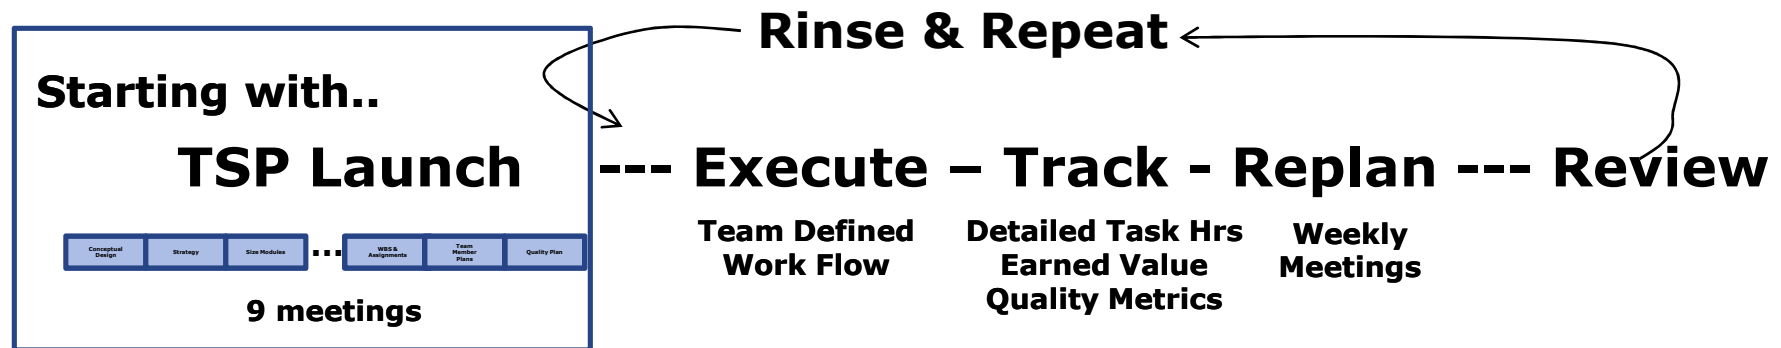 Rinse & Repeat
Starting with..
TSP Launch --- Execute – Track - Replan --- Review
Conceptual
Design
Strategy
Size Modules
...
WBS &
Assignments
Team
Member
Plans
Quality Plan
9 meetings
Team Defined
Work Flow
Detailed Task Hrs
Earned Value
Quality Metrics
Weekly
Meetings